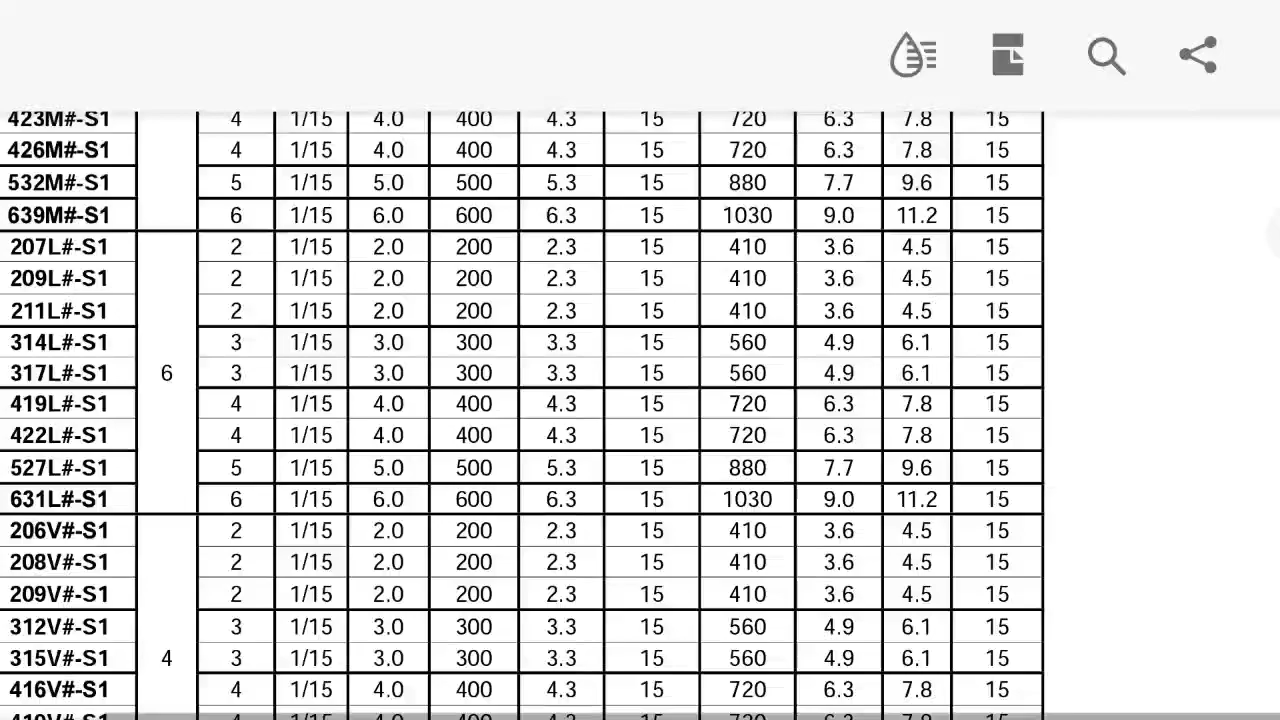 423M#-S1 4 1/15 4.0 400 4.3 15 720 6.3 7.8 15
426M#-S1 4 1/15 4.0 400 4.3 15 720 6.3 7.8 15
532M#-S1 5 1/15 5.0 500 5.3 15 880 7.7 9.6 15
639M#-S1 6 1/15 6.0 600 6.3 15 1030 9.0 11.2 15
207L#-S1 2 1/15 2.0 200 2.3 15 410 3.6 4.5 15
209L#-S1 2 1/15 2.0 200 2.3 15 410 3.6 4.5 15
211L#-S1 2 1/15 2.0 200 2.3 15 410 3.6 4.5 15
314L#-S1 3 1/15 3.0 300 3.3 15 560 4.9 6.1 15
317L#-S1 6 3 1/15 3.0 300 3.3 15 560 4.9 6.1 15
419L#-S1 4 1/15 4.0 400 4.3 15 720 6.3 7.8 15
422L#-S1 4 1/15 4.0 400 4.3 15 720 6.3 7.8 15
527L#-S1 5 1/15 5.0 500 5.3 15 880 7.7 9.6 15
631L#-S1 6 1/15 6.0 600 6.3 15 1030 9.0 11.2 15
206V#-S1 2 1/15 2.0 200 2.3 15 410 3.6 4.5 15
208V#-S1 2 1/15 2.0 200 2.3 15 410 3.6 4.5 15
209V#-S1 2 1/15 2.0 200 2.3 15 410 3.6 4.5 15
312V#-S1 3 1/15 3.0 300 3.3 15 560 4.9 6.1 15
315V#-S1 4 3 1/15 3.0 300 3.3 15 560 4.9 6.1 15
416V#-S1 4 1/15 4.0 400 4.3 15 720 6.3 7.8 15